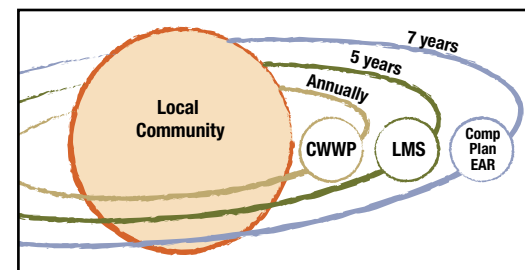 7 years
5 years
Annually
Local
Community
CWWP
LMS
Comp
Plan
EAR